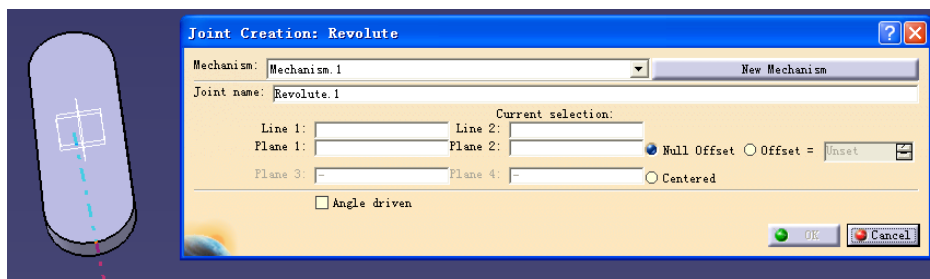 Joint Creation: Revolute
Mechanism: Mechanism.1 New Mechanism
Joint name: Revolute.1
Current selection:
Line 1: Line 2:
Plane 1: Plane 2: Null Offset Offset = Unset
Plane 3: - Plane 4: - Centered
Angle driven
OK Cancel